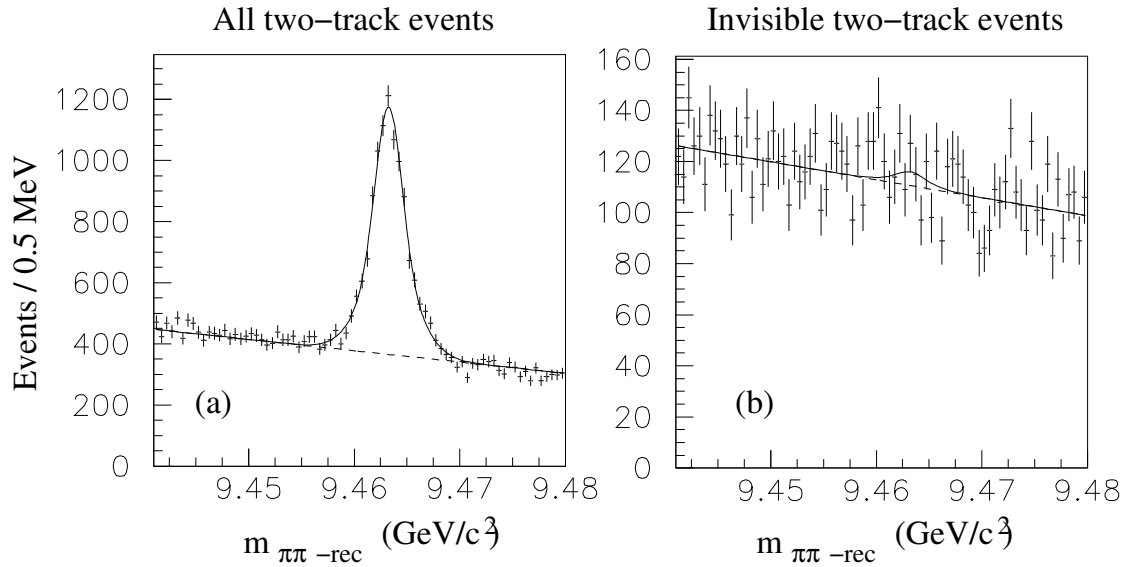 All two−track events
Invisible two−track events
Events / 0.5 MeV
1200
1000
800
600
400
200
0
(a)
9.45 9.46 9.47 9.48
m ππ −rec (GeV/c²)
160
140
120
100
80
60
40
20
0
(b)
9.45 9.46 9.47 9.48
m ππ −rec (GeV/c²)